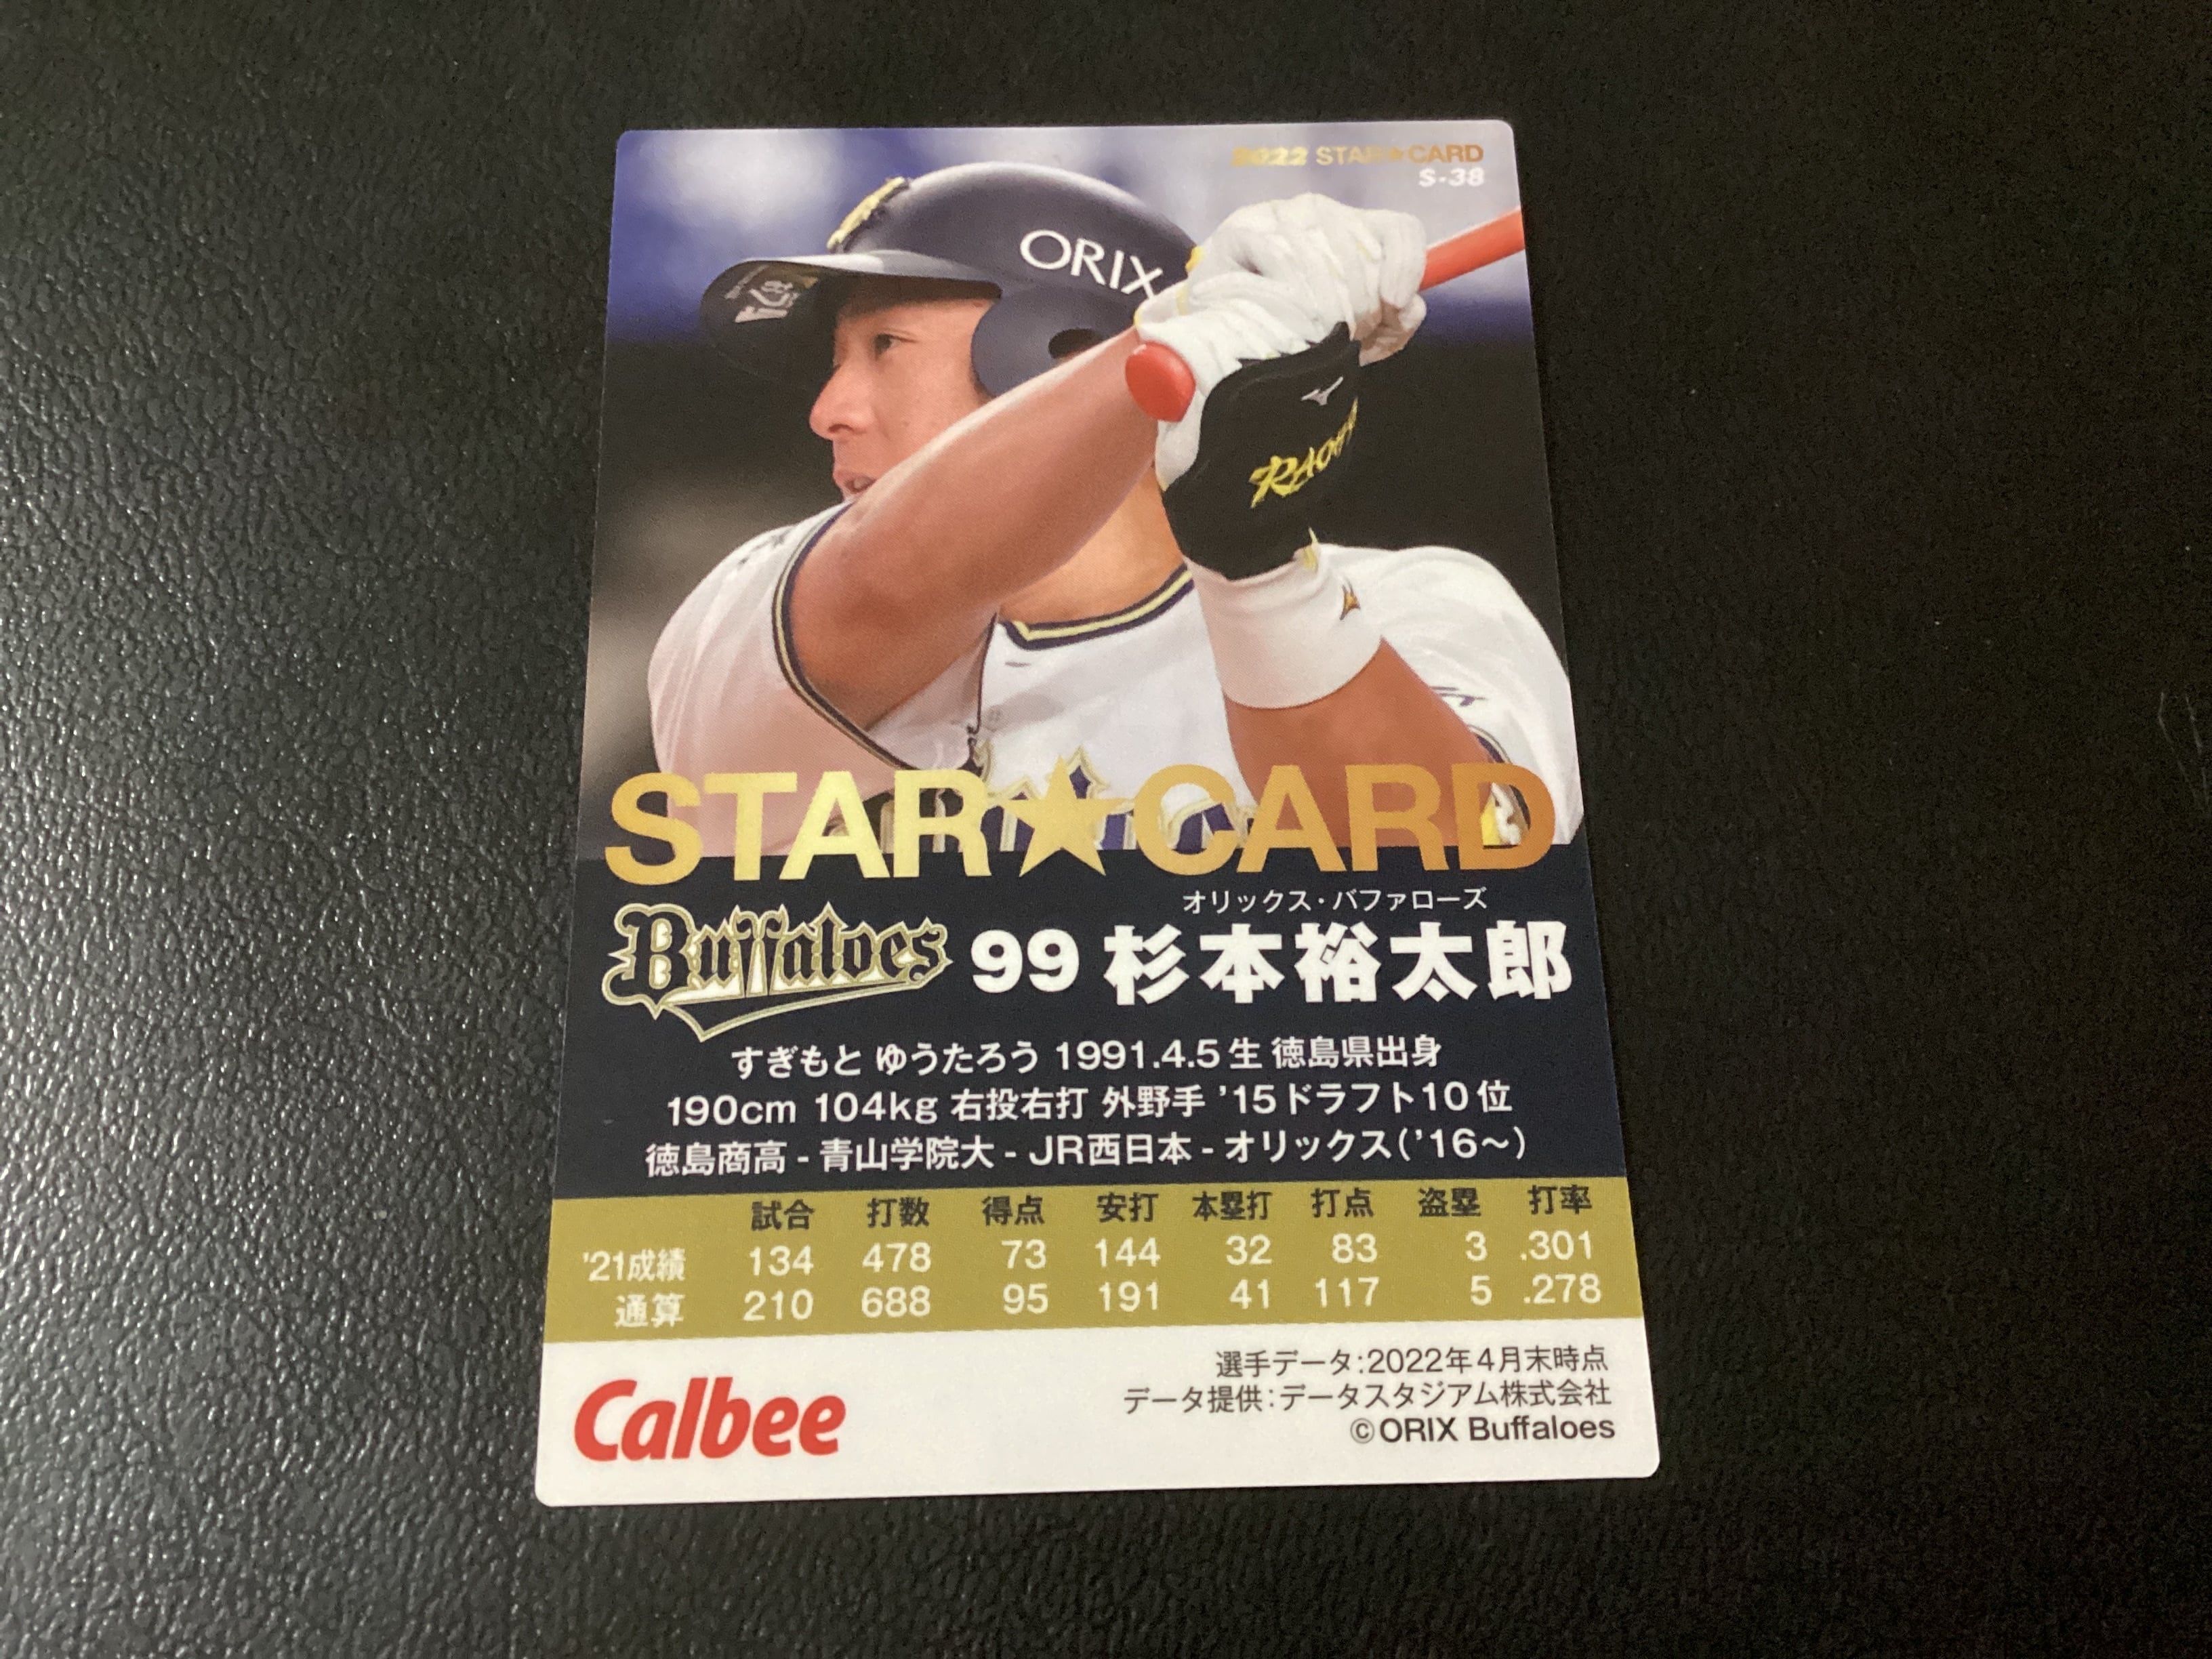 2022 STAR★CARD
S-38
ORIX
STAR★CARD
オリックス・バファローズ
Buffaloes 99 杉本裕太郎
すぎもと ゆうたろう 1991.4.5生 徳島県出身
190cm 104kg 右投右打 外野手 ’15ドラフト10位
徳島商高 - 青山学院大 - JR西日本 - オリックス(’16〜)
試合 打数 得点 安打 本塁打 打点 盗塁 打率
’21成績 134 478 73 144 32 83 3 .301
通算 210 688 95 191 41 117 5 .278
選手データ:2022年4月末時点
データ提供:データスタジアム株式会社
Calbee ©ORIX Buffaloes